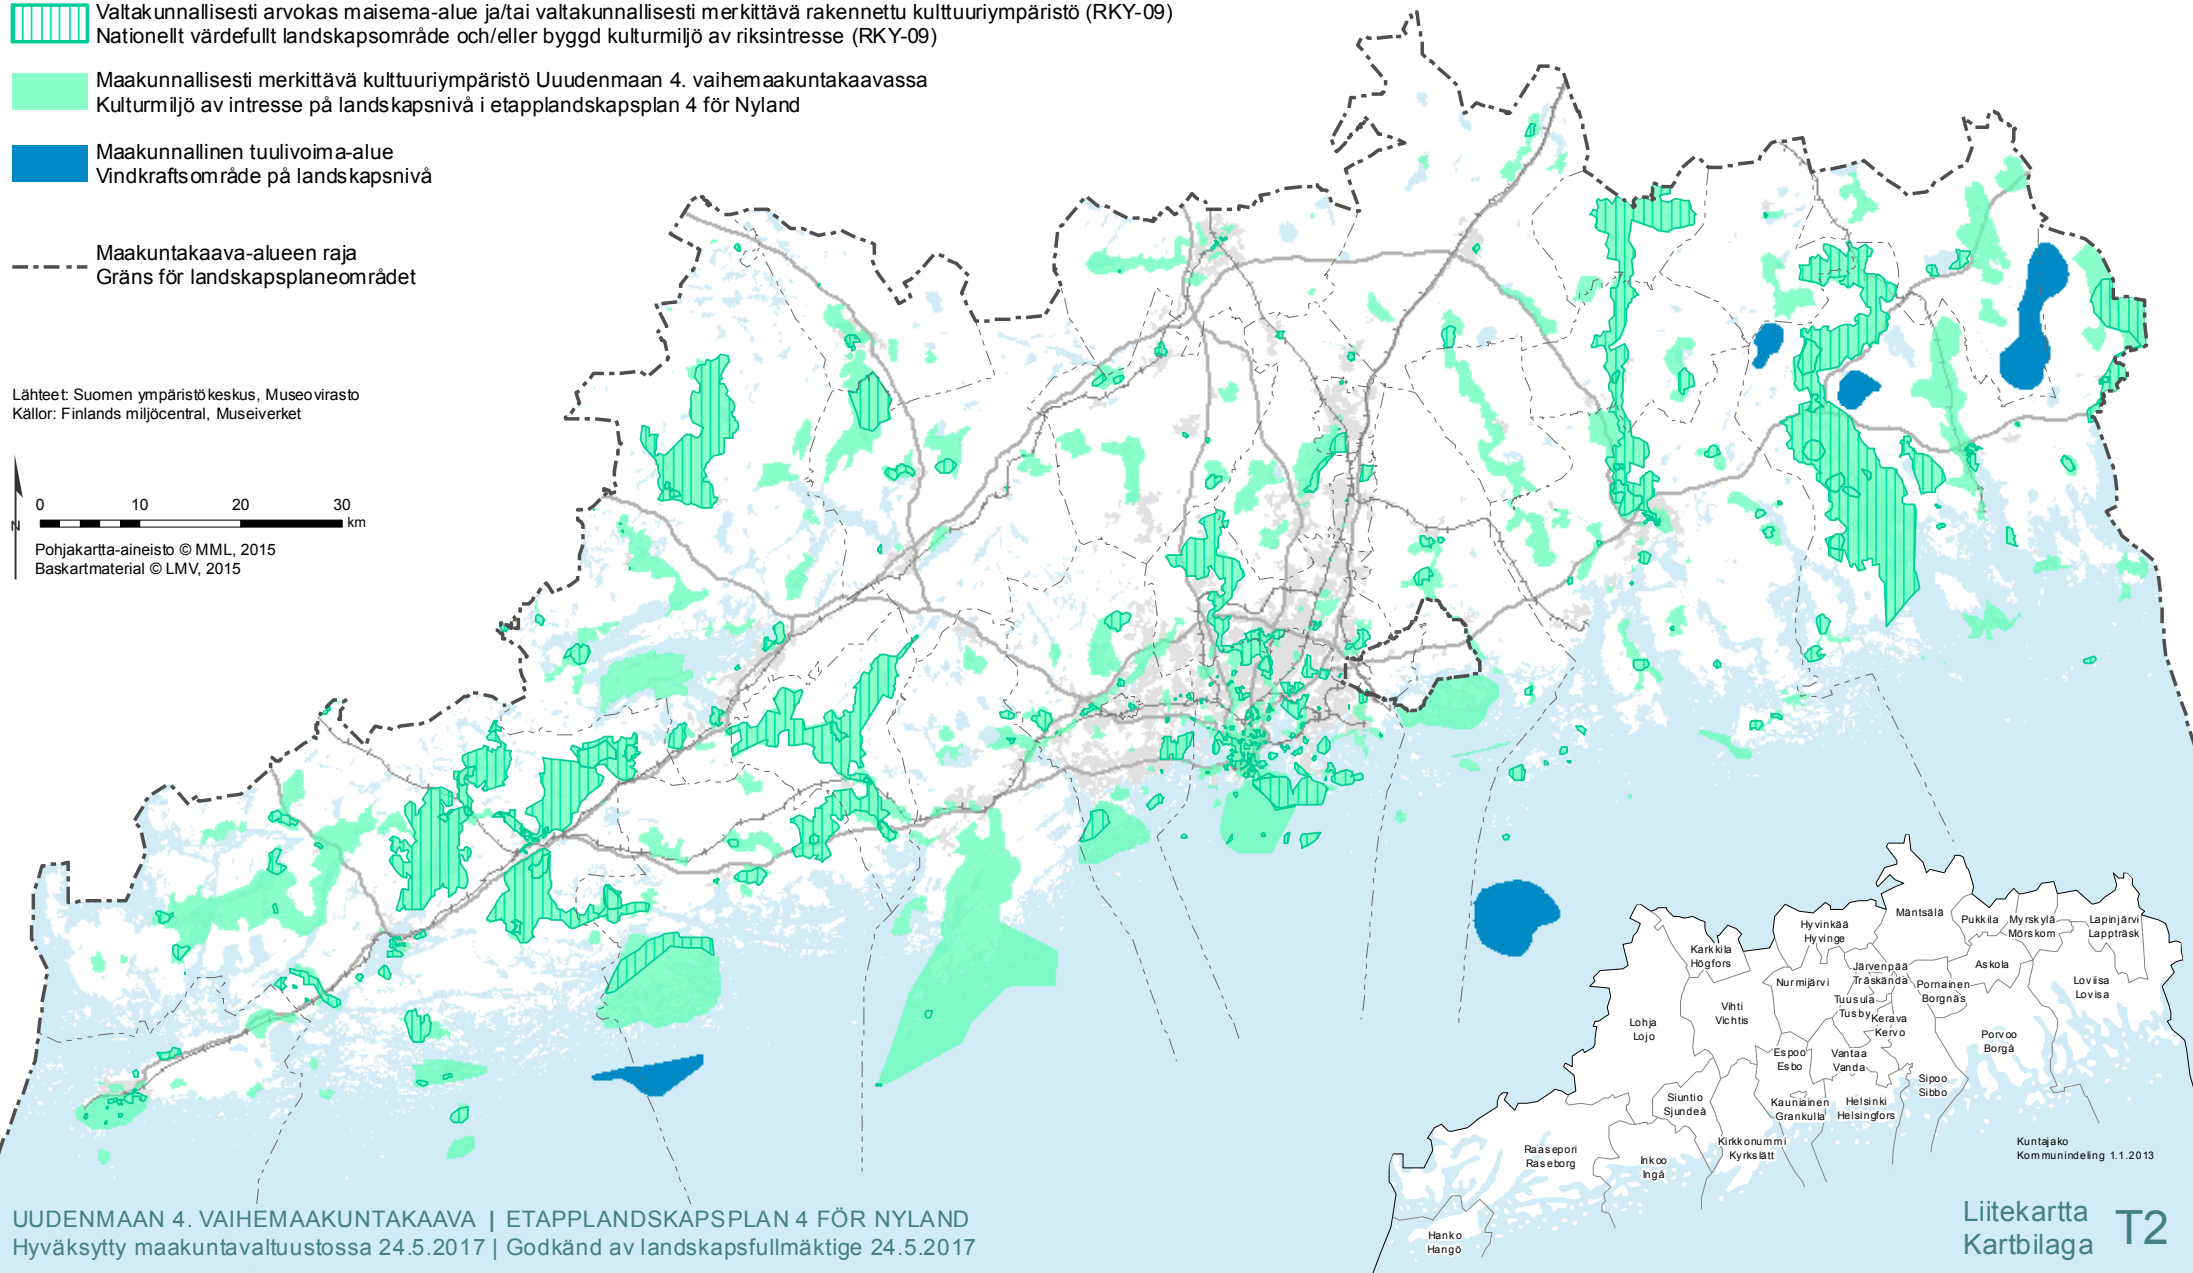 Valtakunnallisesti arvokas maisema-alue ja/tai valtakunnallisesti merkittävä rakennettu kulttuuriympäristö (RKY-09)
Nationellt värdefullt landskapsområde och/eller byggd kulturmiljö av riksintresse (RKY-09)
Maakunnallisesti merkittävä kulttuuriympäristö Uuudenmaan 4. vaihemaakuntakaavassa
Kulturmiljö av intresse på landskapsnivå i etapplandskapsplan 4 för Nyland
Maakunnallinen tuulivoima-alue
Vindkraftsområde på landskapsnivå
Maakuntakaava-alueen raja
Gräns för landskapsplaneområdet
Lähteet: Suomen ympäristökeskus, Museovirasto
Källor: Finlands miljöcentral, Museiverket
N
0 10 20 30
km
Pohjakartta-aineisto © MML, 2015
Baskartmaterial © LMV, 2015
Mäntsälä
Pukkila
Myrskylä
Mörskom
Lapinjärvi
Lappträsk
Hyvinkää
Hyvinge
Karkkila
Högfors
Järvenpää
Träskända
Askola
Nurmijärvi
Pornainen
Borgnäs
Loviisa
Lovisa
Tuusula
Tusby
Kerava
Kervo
Vihti
Vichtis
Lohja
Lojo
Porvoo
Borgå
Espoo
Esbo
Vantaa
Vanda
Sipoo
Sibbo
Siuntio
Sjundeå
Kauniainen
Grankulla
Helsinki
Helsingfors
Kirkkonummi
Kyrkslätt
Raasepori
Raseborg
Inkoo
Ingå
Hanko
Hangö
Kuntajako
Kommunindeling 1.1.2013
UUDENMAAN 4. VAIHEMAAKUNTAKAAVA | ETAPPLANDSKAPSPLAN 4 FÖR NYLAND
Hyväksytty maakuntavaltuustossa 24.5.2017 | Godkänd av landskapsfullmäktige 24.5.2017
Liitekartta
Kartbilaga
T2